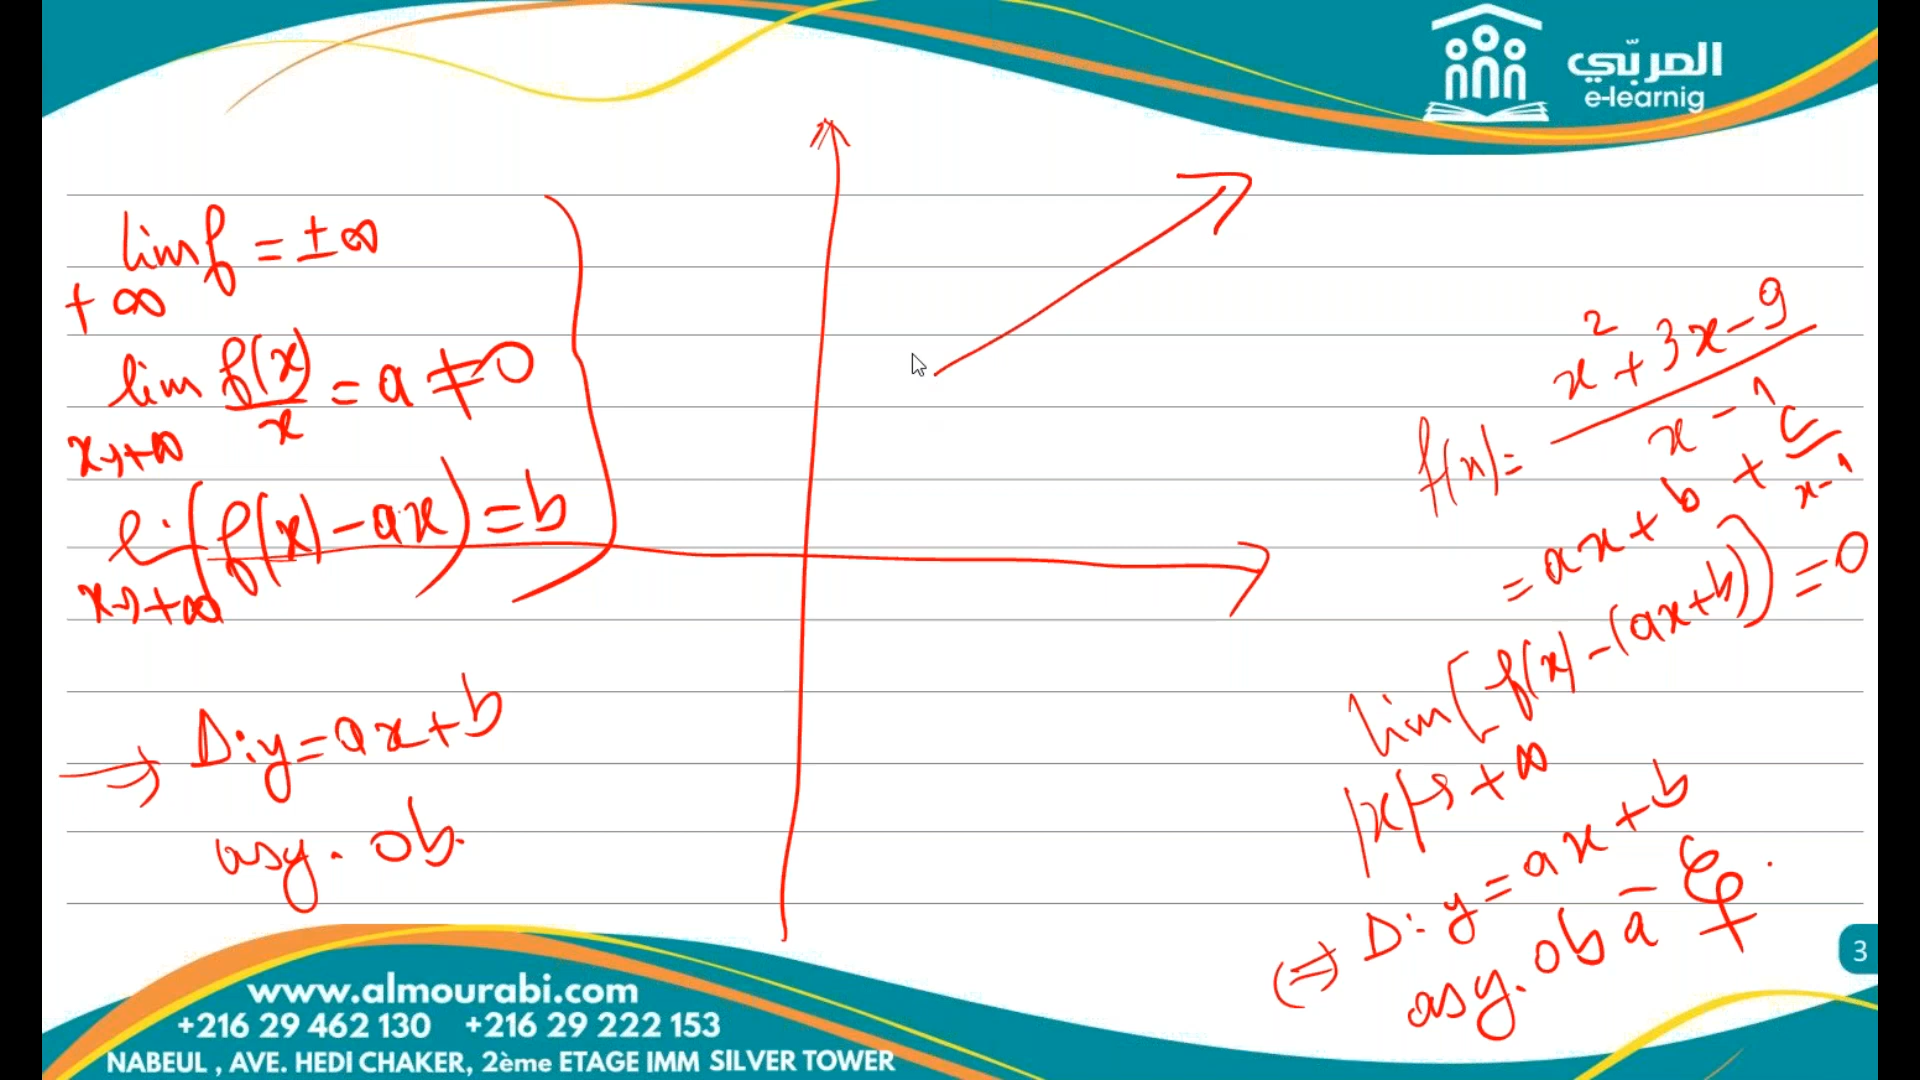 المربّي
e-learnig
lim f = ±∞
+∞
lim f(x)/x = a ≠ 0
x→+∞
li (f(x) - ax) = b
x→+∞
→ Δ: y = ax + b
asy. ob.
f(x) = x² + 3x - 9 / x - 1
= ax + b + c / x - 1
lim [f(x) - (ax+b)] = 0
|x|→+∞
(=) Δ: y = ax + b
asy. ob à 𝒞f.
3
www.almourabi.com
+216 29 462 130 +216 29 222 153
NABEUL , AVE. HEDI CHAKER, 2ème ETAGE IMM SILVER TOWER